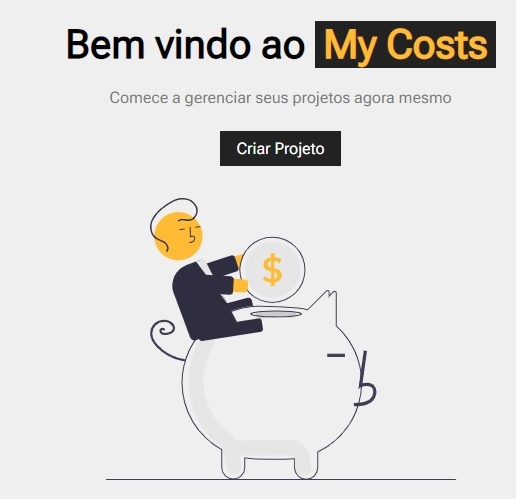 Bem vindo ao My Costs
Comece a gerenciar seus projetos agora mesmo
Criar Projeto
$